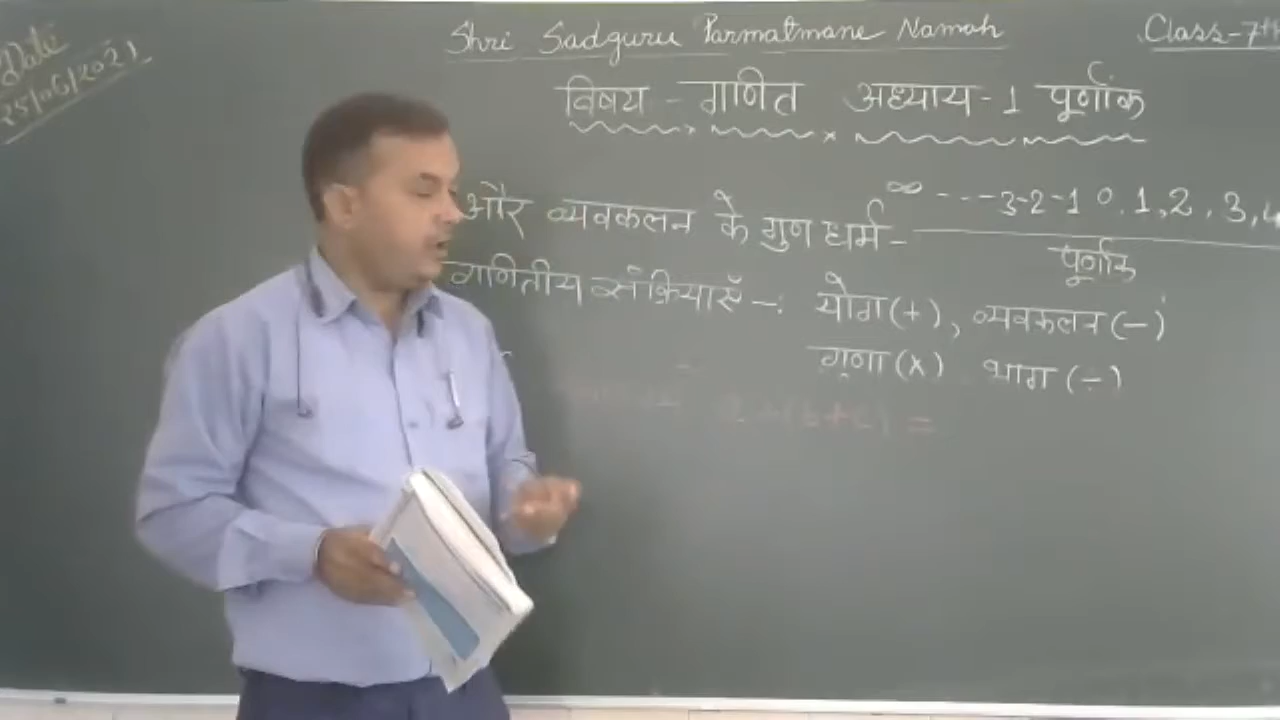 Date
25/06/2021
Shri Sadguru Parmatmane Namah
Class-7th
विषय - गणित अध्याय-1 पूर्णांक
और व्यवकलन के गुण धर्म- ∞ - - -3-2-1 0, 1, 2, 3, 4
पूर्णांक
गणितीय संक्रियाएँ -: योग(+), व्यवकलन(-)
गुणा(×) भाग(÷)
a+(b+c) =